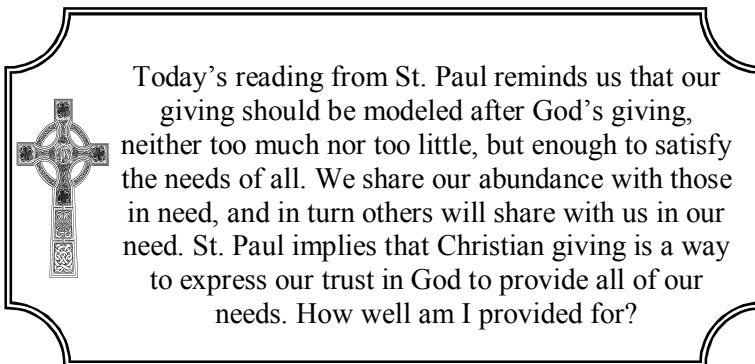 Today’s reading from St. Paul reminds us that our
giving should be modeled after God’s giving,
neither too much nor too little, but enough to satisfy
the needs of all. We share our abundance with those
in need, and in turn others will share with us in our
need. St. Paul implies that Christian giving is a way
to express our trust in God to provide all of our
needs. How well am I provided for?